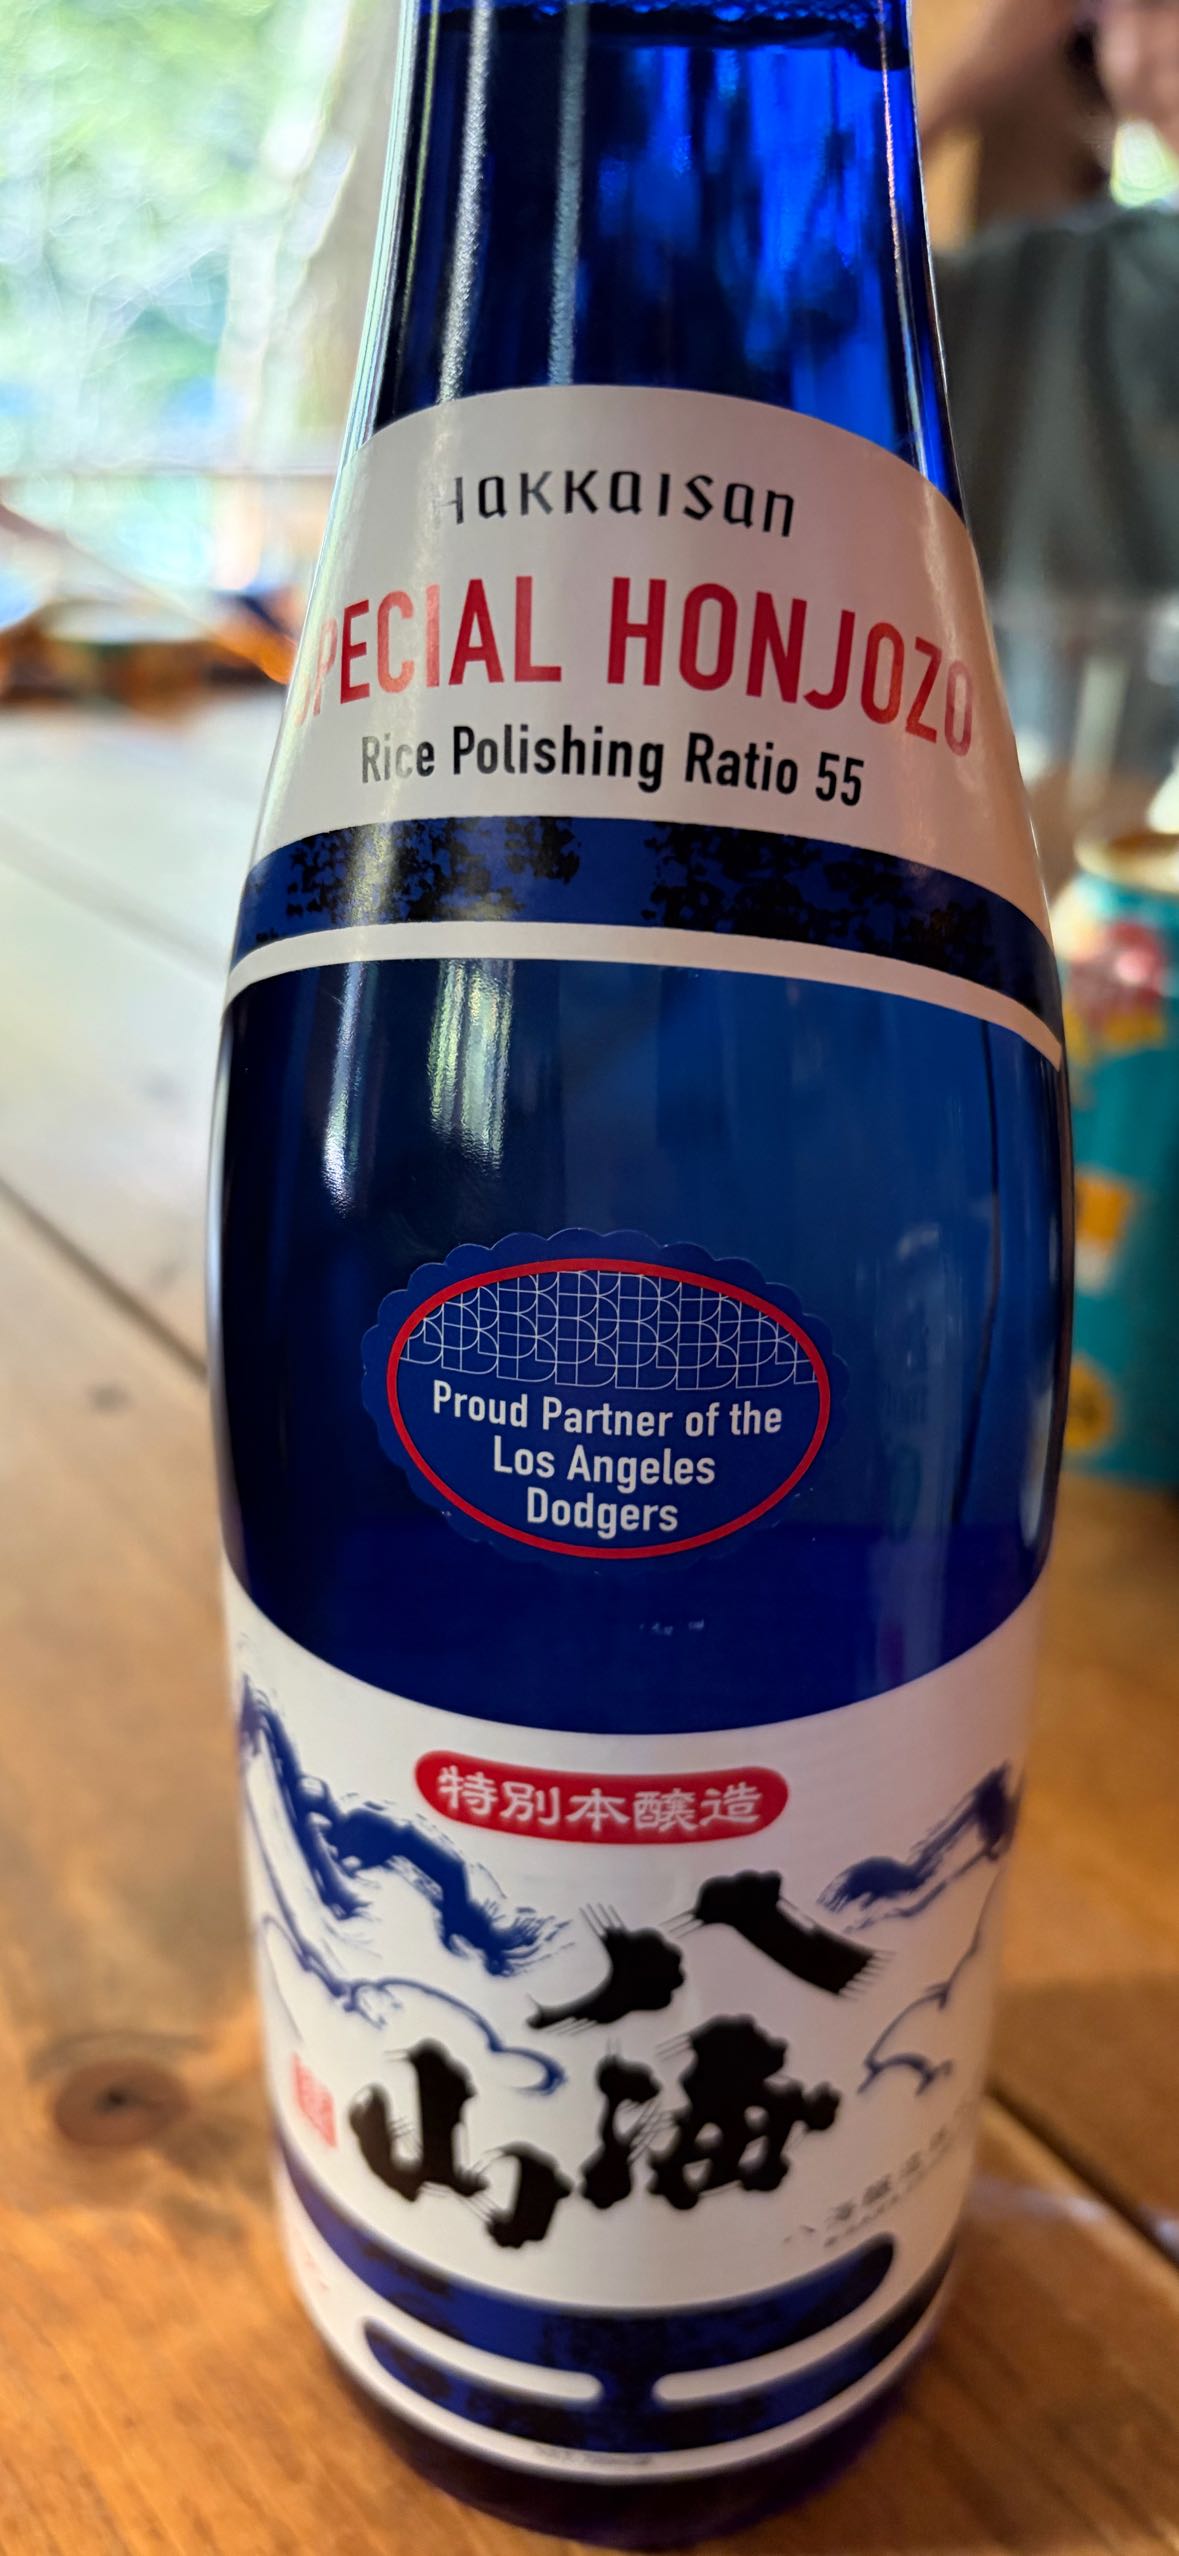 Hakkaisan
SPECIAL HONJOZO
Rice Polishing Ratio 55
Proud Partner of the
Los Angeles
Dodgers
特別本醸造
八海山